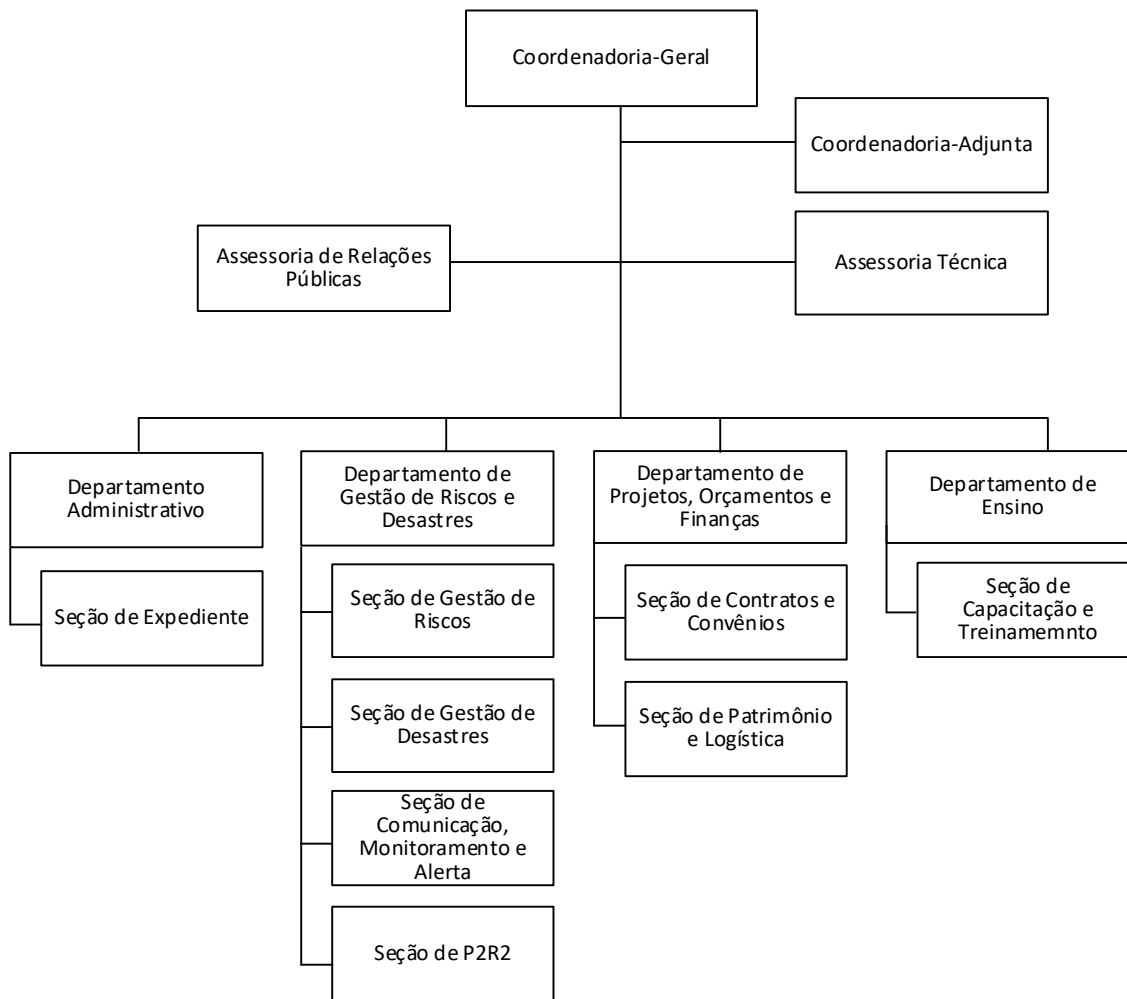 Coordenadoria-Geral
Coordenadoria-Adjunta
Assessoria de Relações
Públicas
Assessoria Técnica
Departamento
Administrativo
Seção de Expediente
Departamento de
Gestão de Riscos e
Desastres
Seção de Gestão de
Riscos
Seção de Gestão de
Desastres
Seção de
Comunicação,
Monitoramento e
Alerta
Seção de P2R2
Departamento de
Projetos, Orçamentos e
Finanças
Seção de Contratos e
Convênios
Seção de Patrimônio
e Logística
Departamento de
Ensino
Seção de
Capacitação e
Treinamemnto